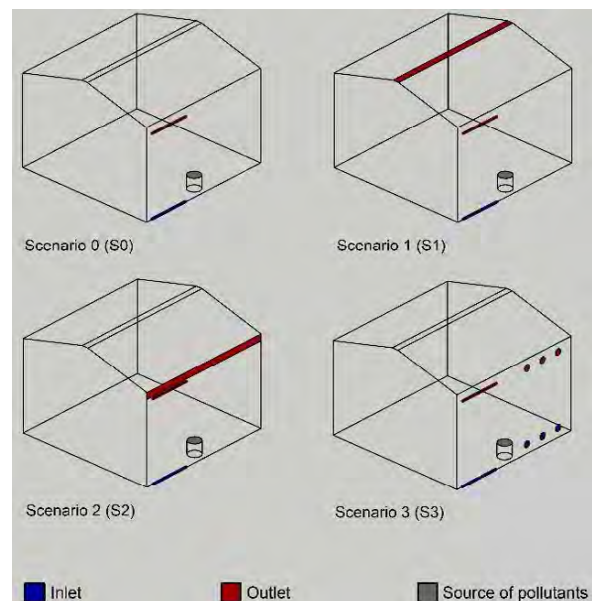 Scenario 0 (S0)
Scenario 1 (S1)
Scenario 2 (S2)
Scenario 3 (S3)
Inlet
Outlet
Source of pollutants